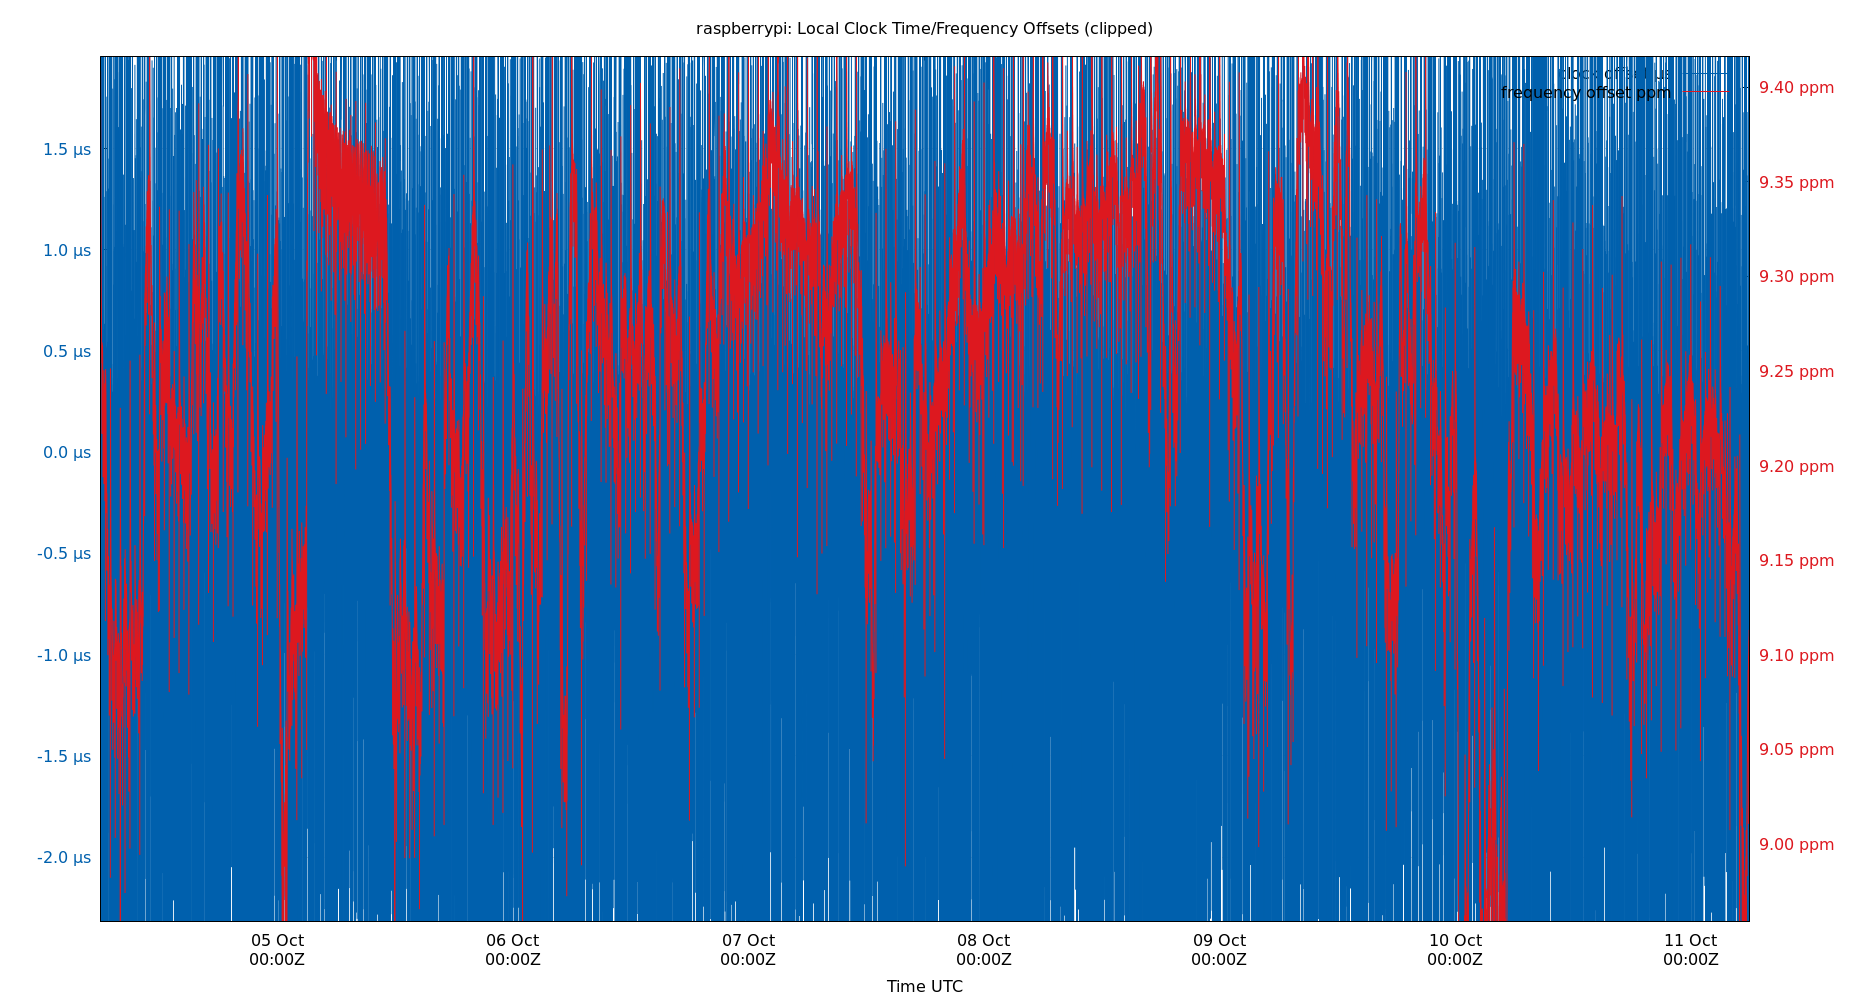 raspberrypi: Local Clock Time/Frequency Offsets (clipped)
clock offset µs
frequency offset ppm
1.5 µs
1.0 µs
0.5 µs
0.0 µs
-0.5 µs
-1.0 µs
-1.5 µs
-2.0 µs
9.40 ppm
9.35 ppm
9.30 ppm
9.25 ppm
9.20 ppm
9.15 ppm
9.10 ppm
9.05 ppm
9.00 ppm
05 Oct
00:00Z
06 Oct
00:00Z
07 Oct
00:00Z
08 Oct
00:00Z
09 Oct
00:00Z
10 Oct
00:00Z
11 Oct
00:00Z
Time UTC